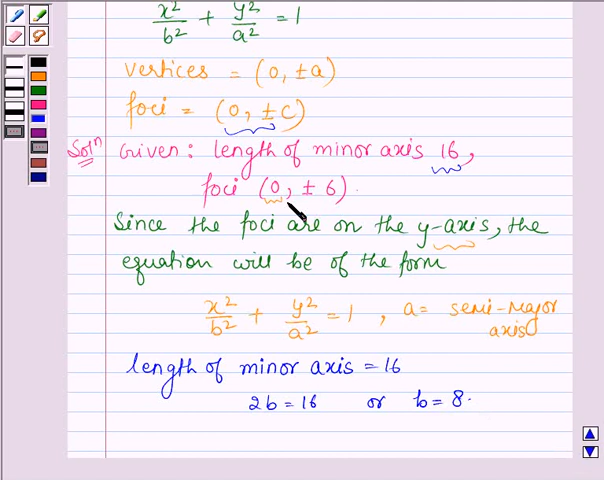 x²/b² + y²/a² = 1
vertices = (0, ±a)
foci = (0, ±c)
Solⁿ Given: length of minor axis 16,
foci (0, ±6).
Since the foci are on the y-axis, the
equation will be of the form
x²/b² + y²/a² = 1, a = semi-major
axis
length of minor axis = 16
2b = 16 or b = 8.